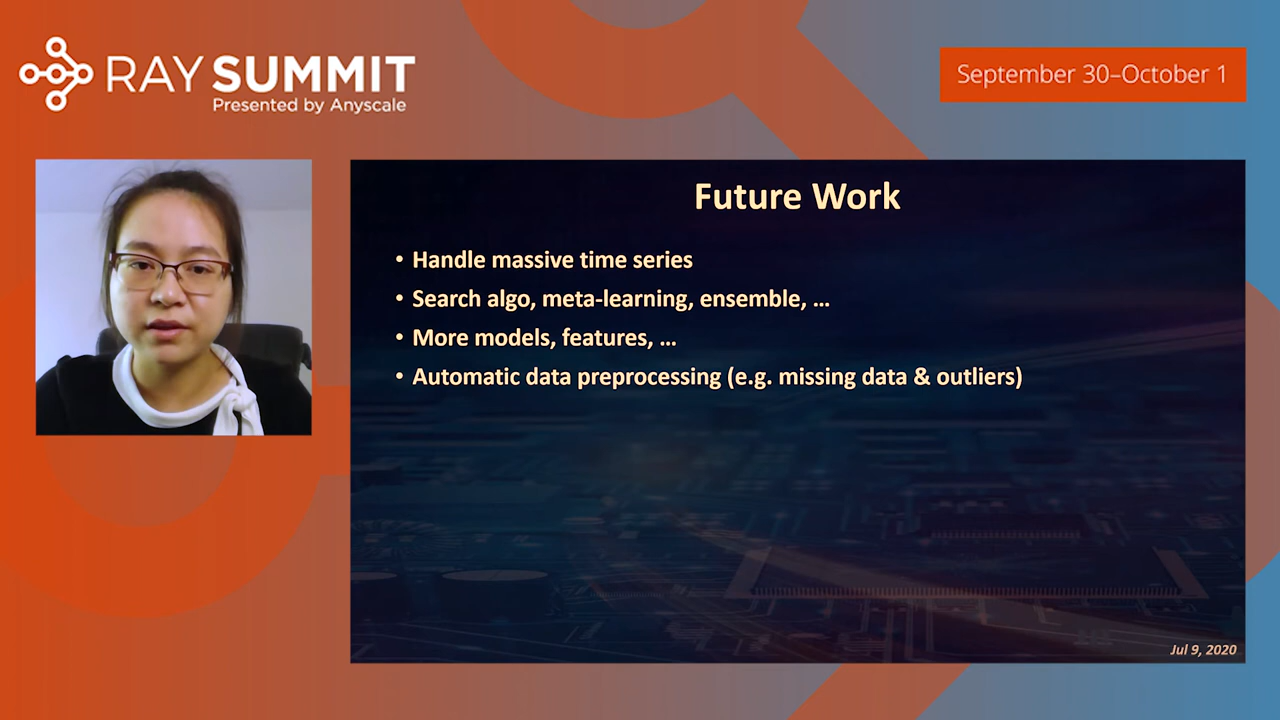 RAY SUMMIT
Presented by Anyscale
September 30–October 1
Future Work
• Handle massive time series
• Search algo, meta-learning, ensemble, ...
• More models, features, ...
• Automatic data preprocessing (e.g. missing data & outliers)
Jul 9, 2020